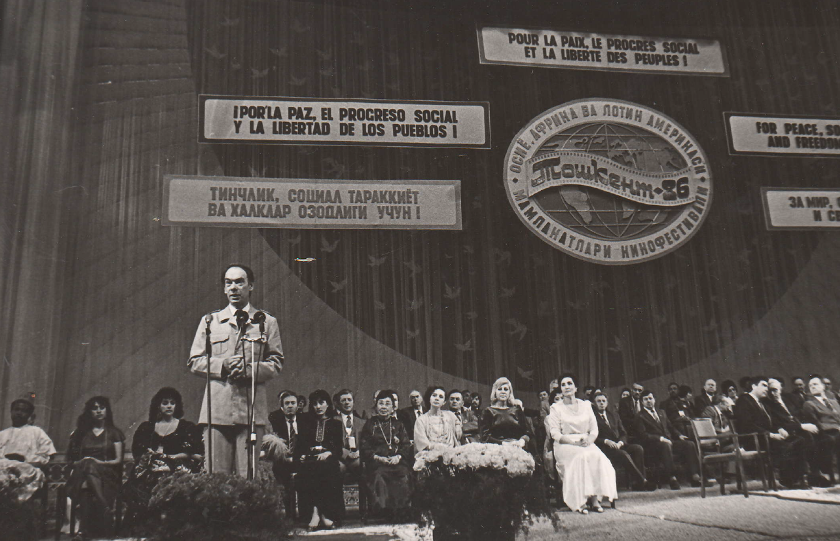 POUR LA PAIX, LE PROGRES SOCIAL
ET LA LIBERTE DES PEUPLES !
¡POR LA PAZ, EL PROGRESO SOCIAL
Y LA LIBERTAD DE LOS PUEBLOS !
ТИНЧЛИК, СОЦИАЛ ТАРАККИЁТ
ВА ХАЛКЛАР ОЗОДЛИГИ УЧУН !
ОСИЁ, АФРИКА ВА ЛОТИН АМЕРИКАСИ
Тошкент·86
МАМЛАКАТЛАРИ КИНОФЕСТИВАЛИ
FOR PEACE,
AND FREEDOM
ЗА МИР,
И